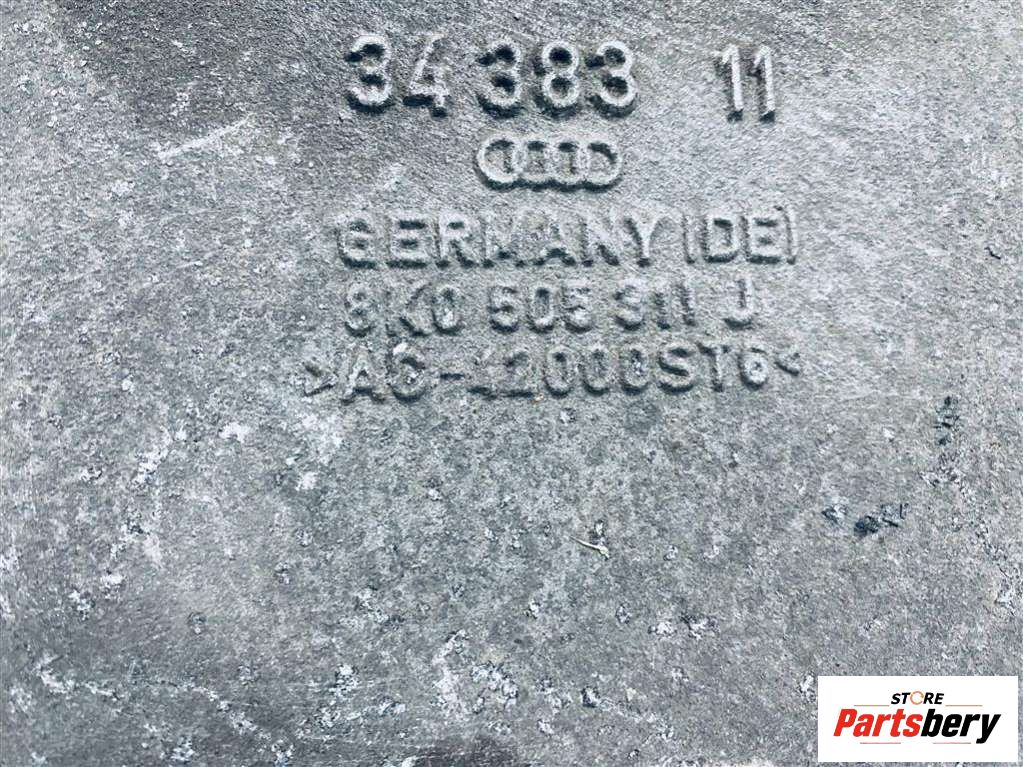 34 383 11
GERMANY (DE)
8K0 505 311 J
>AC-42000ST6<
STORE
Partsbery